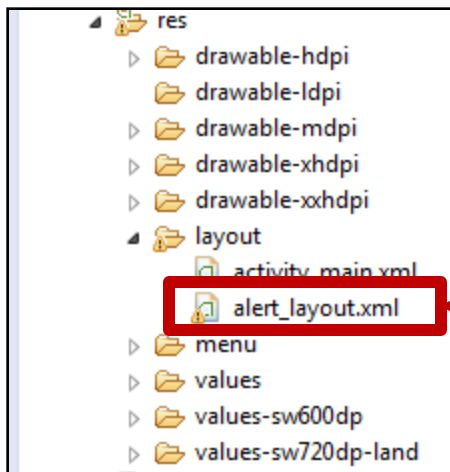 res
drawable-hdpi
drawable-ldpi
drawable-mdpi
drawable-xhdpi
drawable-xxhdpi
layout
activity_main.xml
alert_layout.xml
menu
values
values-sw600dp
values-sw720dp-land